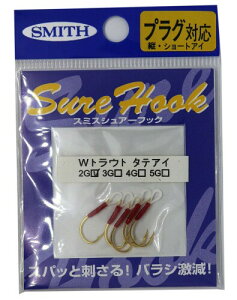 SMITH
プラグ対応
縦・ショートアイ
Sure Hook
スミスシュアーフック
Wトラウト タテアイ
2G☑ 3G□ 4G□ 5G□
スパッと刺さる! バラシ激減!